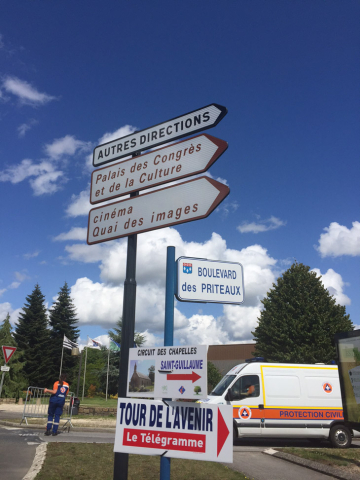 AUTRES DIRECTIONS
Palais des Congrès
et de la Culture
cinéma
Quai des images
BOULEVARD
des PRITEAUX
CIRCUIT DES CHAPELLES
SAINT-GUILLAUME
TOUR DE L'AVENIR
Le Télégramme
PROTECTION CIVILE